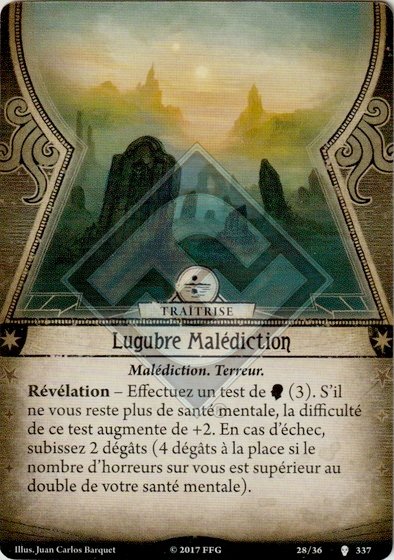 TRAÎTRISE
Lugubre Malédiction
Malédiction. Terreur.
Révélation – Effectuez un test de (3). S'il
ne vous reste plus de santé mentale, la difficulté
de ce test augmente de +2. En cas d'échec,
subissez 2 dégâts (4 dégâts à la place si le
nombre d'horreurs sur vous est supérieur au
double de votre santé mentale).
Illus. Juan Carlos Barquet © 2017 FFG 28/36 337